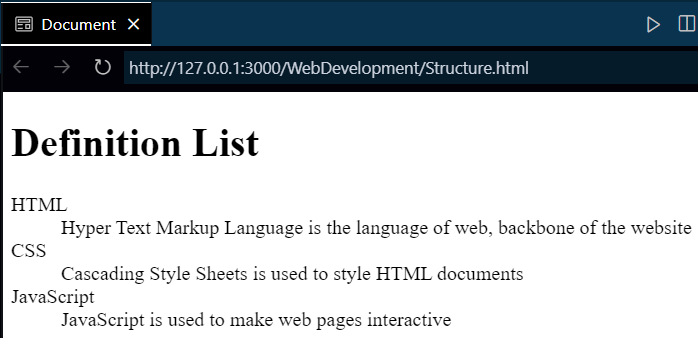 Document
http://127.0.0.1:3000/WebDevelopment/Structure.html
Definition List
HTML
Hyper Text Markup Language is the language of web, backbone of the website
CSS
Cascading Style Sheets is used to style HTML documents
JavaScript
JavaScript is used to make web pages interactive